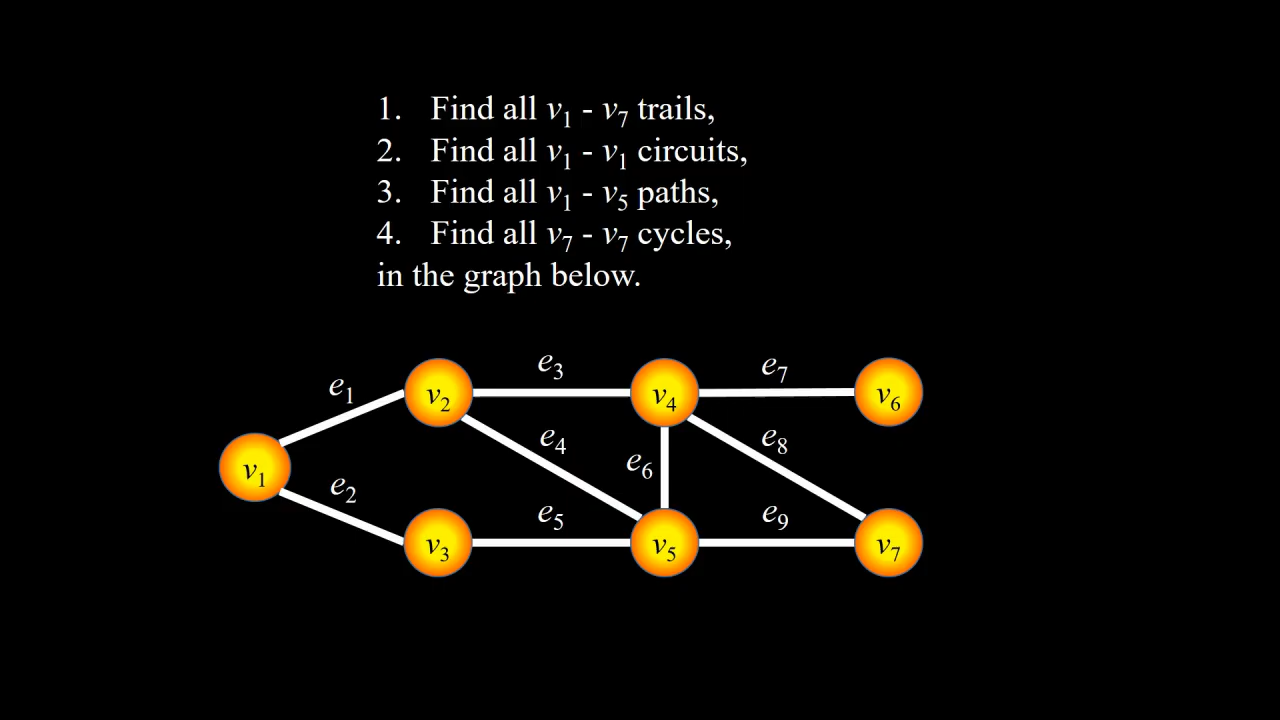 1. Find all v₁ - v₇ trails,
2. Find all v₁ - v₁ circuits,
3. Find all v₁ - v₅ paths,
4. Find all v₇ - v₇ cycles,
in the graph below.
e₁
e₂
e₃
e₄
e₅
e₆
e₇
e₈
e₉
v₁
v₂
v₃
v₄
v₅
v₆
v₇